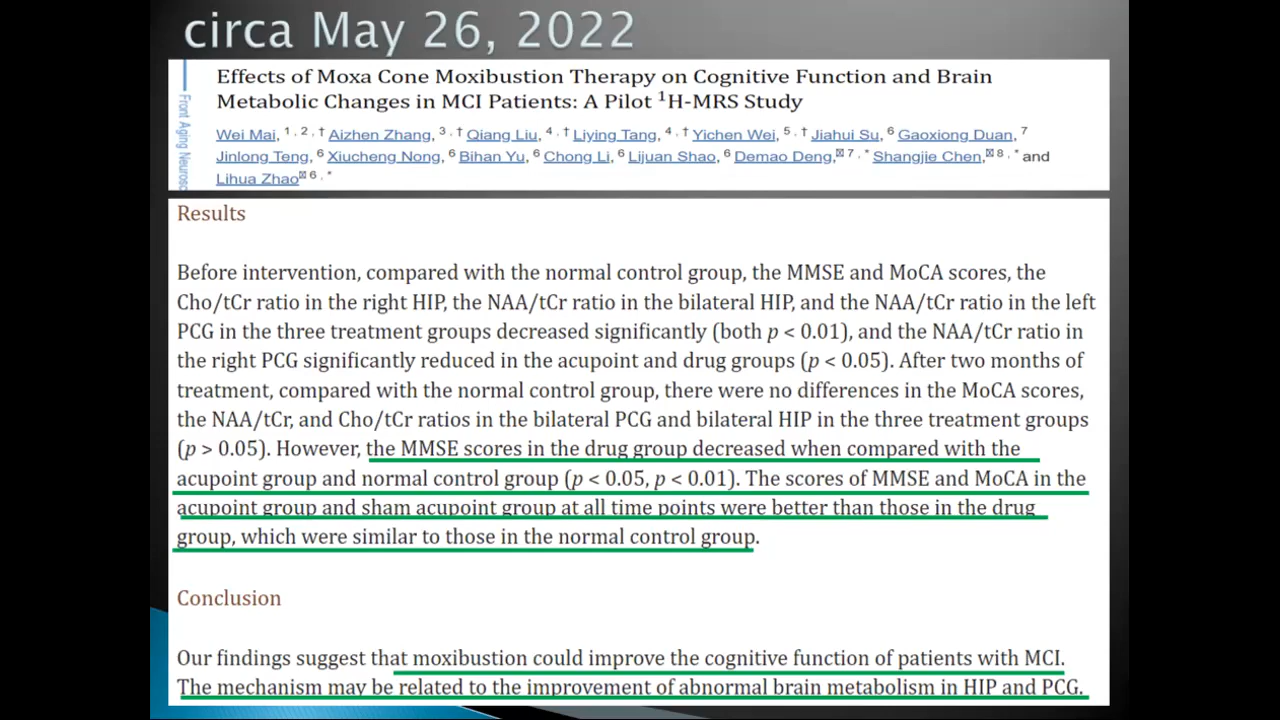 circa May 26, 2022
Effects of Moxa Cone Moxibustion Therapy on Cognitive Function and Brain
Metabolic Changes in MCI Patients: A Pilot ¹H-MRS Study
Front Aging Neurosc
Wei Mai, 1, 2, † Aizhen Zhang, 3, † Qiang Liu, 4, † Liying Tang, 4, † Yichen Wei, 5, † Jiahui Su, 6 Gaoxiong Duan, 7
Jinlong Teng, 6 Xiucheng Nong, 6 Bihan Yu, 6 Chong Li, 6 Lijuan Shao, 6 Demao Deng, 7, * Shangjie Chen, 8, * and
Lihua Zhao 6, *
Results
Before intervention, compared with the normal control group, the MMSE and MoCA scores, the
Cho/tCr ratio in the right HIP, the NAA/tCr ratio in the bilateral HIP, and the NAA/tCr ratio in the left
PCG in the three treatment groups decreased significantly (both p < 0.01), and the NAA/tCr ratio in
the right PCG significantly reduced in the acupoint and drug groups (p < 0.05). After two months of
treatment, compared with the normal control group, there were no differences in the MoCA scores,
the NAA/tCr, and Cho/tCr ratios in the bilateral PCG and bilateral HIP in the three treatment groups
(p > 0.05). However, the MMSE scores in the drug group decreased when compared with the
acupoint group and normal control group (p < 0.05, p < 0.01). The scores of MMSE and MoCA in the
acupoint group and sham acupoint group at all time points were better than those in the drug
group, which were similar to those in the normal control group.
Conclusion
Our findings suggest that moxibustion could improve the cognitive function of patients with MCI.
The mechanism may be related to the improvement of abnormal brain metabolism in HIP and PCG.